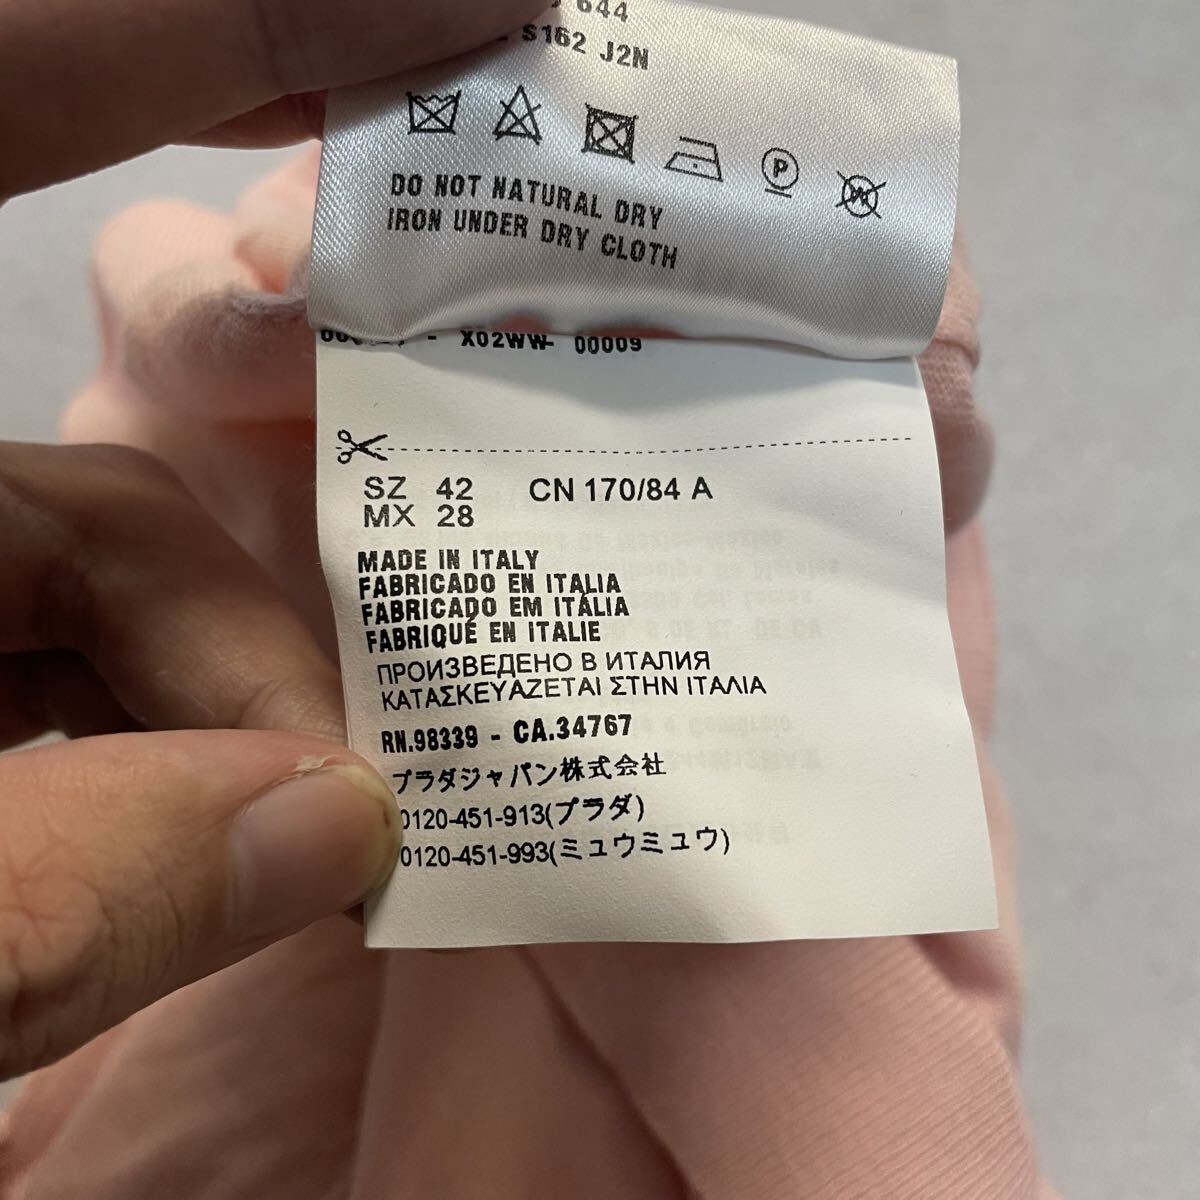 644
S162 J2N
DO NOT NATURAL DRY
IRON UNDER DRY CLOTH
- X02WW- 00009
SZ 42 CN 170/84 A
MX 28
MADE IN ITALY
FABRICADO EN ITALIA
FABRICADO EM ITÁLIA
FABRIQUÉ EN ITALIE
ПРОИЗВЕДЕНО В ИТАЛИЯ
ΚΑΤΑΣΚΕΥΑΖΕΤΑΙ ΣΤΗΝ ΙΤΑΛΙΑ
RN.98339 - CA.34767
プラダジャパン株式会社
0120-451-913(プラダ)
0120-451-993(ミュウミュウ)